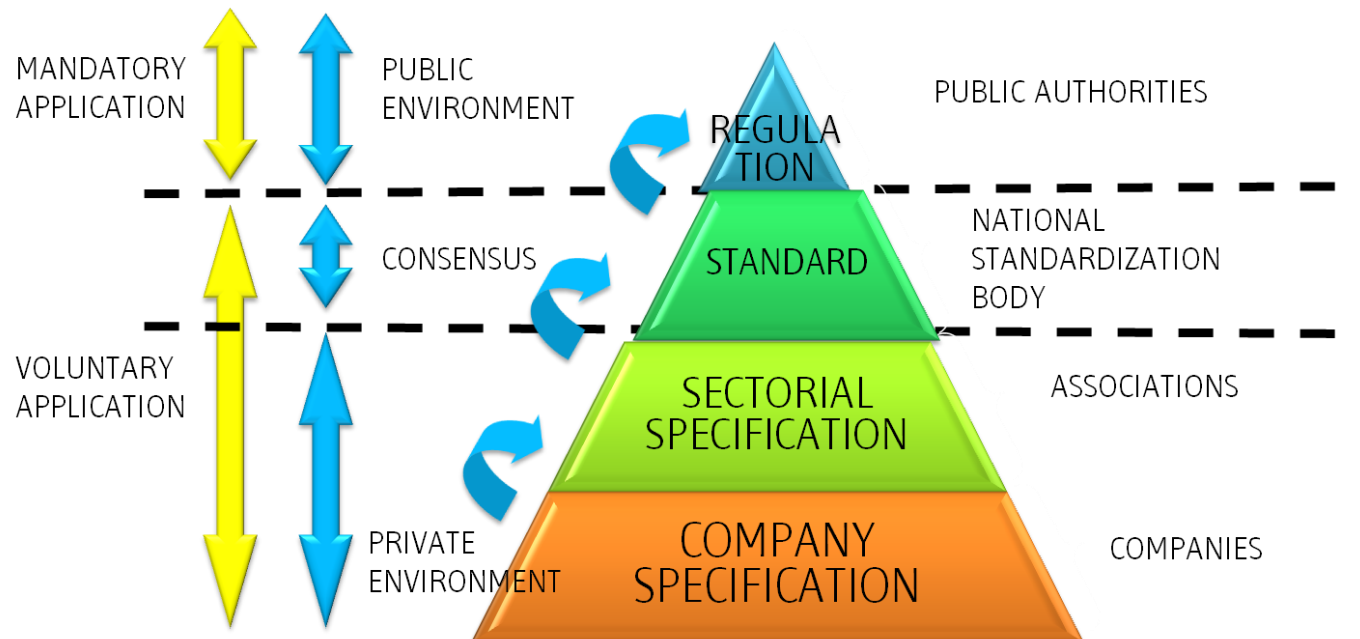 MANDATORY
APPLICATION
PUBLIC
ENVIRONMENT
REGULA
TION
PUBLIC AUTHORITIES
CONSENSUS
STANDARD
NATIONAL
STANDARDIZATION
BODY
VOLUNTARY
APPLICATION
SECTORIAL
SPECIFICATION
ASSOCIATIONS
PRIVATE
ENVIRONMENT
COMPANY
SPECIFICATION
COMPANIES